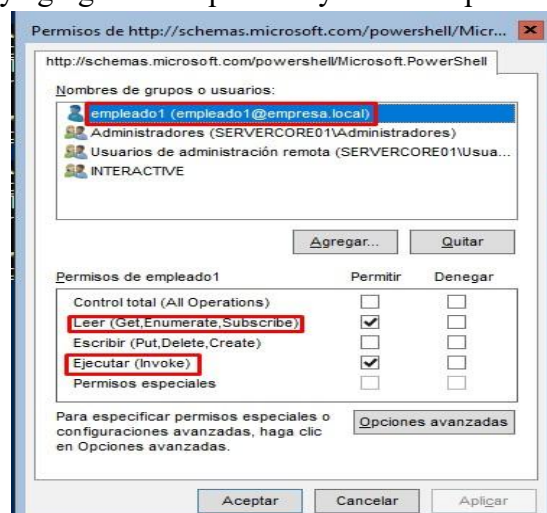 Permisos de http://schemas.microsoft.com/powershell/Micr...
http://schemas.microsoft.com/powershell/Microsoft.PowerShell
Nombres de grupos o usuarios:
empleado1 (empleado1@empresa.local)
Administradores (SERVERCORE01\Administradores)
Usuarios de administración remota (SERVERCORE01\Usua...
INTERACTIVE
Agregar... Quitar
Permisos de empleado1 Permitir Denegar
Control total (All Operations)
Leer (Get,Enumerate,Subscribe)
Escribir (Put,Delete,Create)
Ejecutar (Invoke)
Permisos especiales
Para especificar permisos especiales o
configuraciones avanzadas, haga clic
en Opciones avanzadas.
Opciones avanzadas
Aceptar Cancelar Aplicar